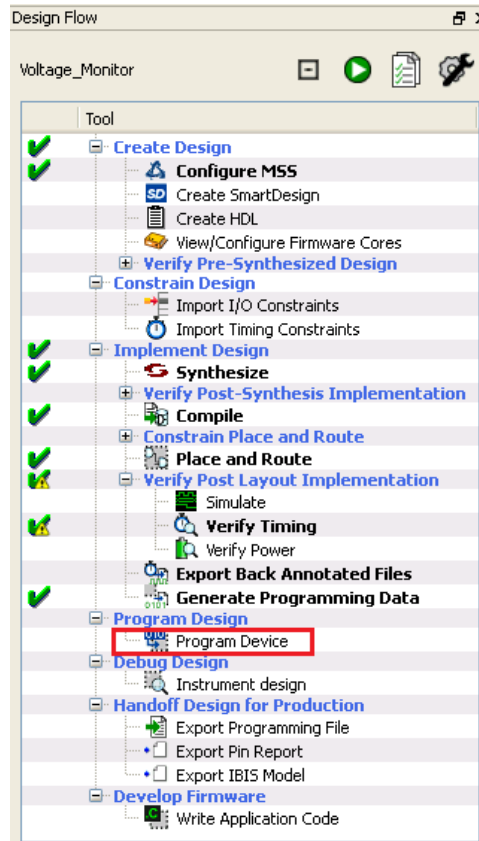 Design Flow
Voltage_Monitor
Tool
Create Design
Configure MSS
SD Create SmartDesign
Create HDL
View/Configure Firmware Cores
Verify Pre-Synthesized Design
Constrain Design
Import I/O Constraints
Import Timing Constraints
Implement Design
Synthesize
Verify Post-Synthesis Implementation
Compile
Constrain Place and Route
Place and Route
Verify Post Layout Implementation
Simulate
Verify Timing
Verify Power
Export Back Annotated Files
Generate Programming Data
Program Design
Program Device
Debug Design
Instrument design
Handoff Design for Production
Export Programming File
Export Pin Report
Export IBIS Model
Develop Firmware
Write Application Code